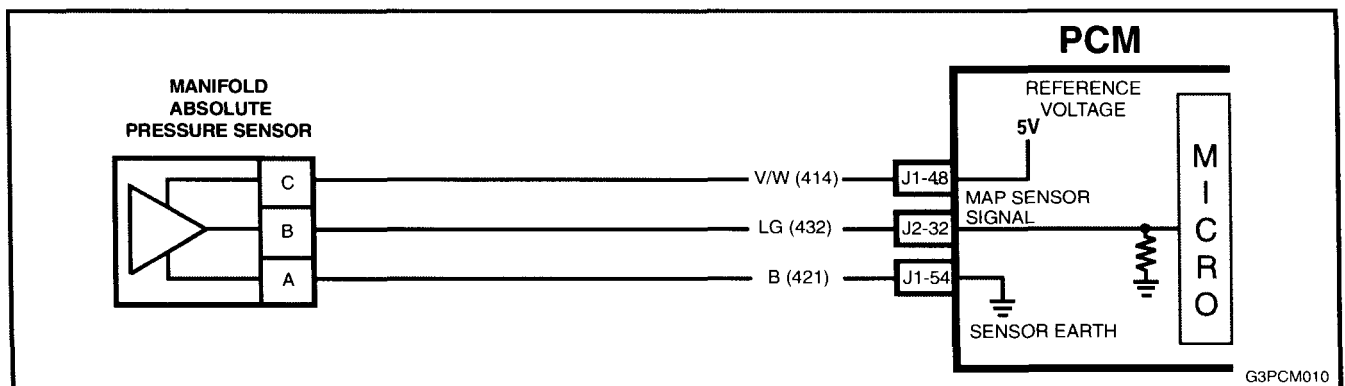 PCM
MANIFOLD
ABSOLUTE
PRESSURE SENSOR
REFERENCE
VOLTAGE
5V
C
V/W (414)
J1-48
MAP SENSOR
SIGNAL
B
LG (432)
J2-32
A
B (421)
J1-54
SENSOR EARTH
MICRO
G3PCM010